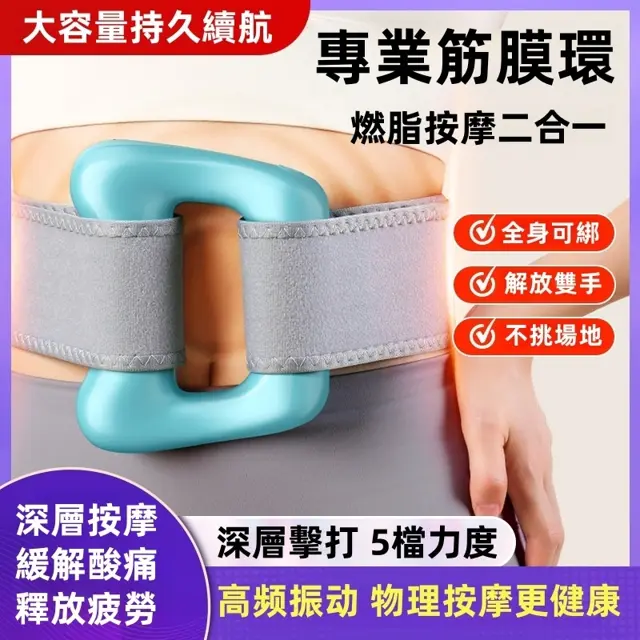 大容量持久續航
專業筋膜環
燃脂按摩二合一
全身可綁
解放雙手
不挑場地
深層按摩
緩解酸痛
釋放疲勞
深層擊打 5檔力度
高频振动 物理按摩更健康